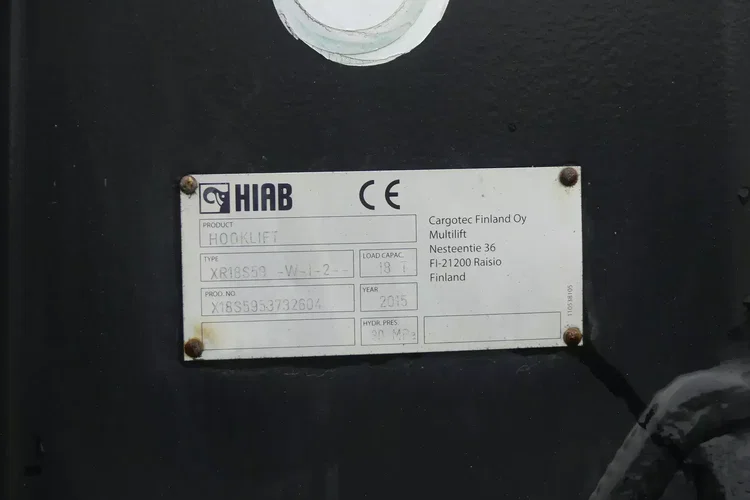 HIAB CE
PRODUCT
HOOKLIFT
TYPE
XR18S59 -W-I-2--
LOAD CAPAC.
18 T
PROD. NO.
X18S5953732604
YEAR
2015
HYDR. PRES.
30 MPa
Cargotec Finland Oy
Multilift
Nesteentie 36
FI-21200 Raisio
Finland